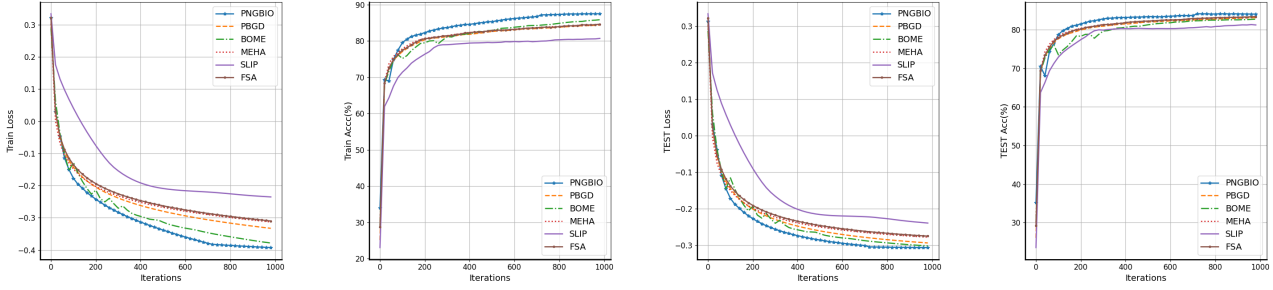 Train Loss
0.3
0.2
0.1
0.0
−0.1
−0.2
−0.3
−0.4
0
200
400
600
800
1000
Iterations
PNGBIO
PBGD
BOME
MEHA
SLIP
FSA
Train Accc(%)
90
80
70
60
50
40
30
20
0
200
400
600
800
1000
Iterations
PNGBIO
PBGD
BOME
MEHA
SLIP
FSA
TEST Loss
0.3
0.2
0.1
0.0
−0.1
−0.2
−0.3
0
200
400
600
800
1000
Iterations
PNGBIO
PBGD
BOME
MEHA
SLIP
FSA
TEST Acc(%)
80
70
60
50
40
30
0
200
400
600
800
1000
Iterations
PNGBIO
PBGD
BOME
MEHA
SLIP
FSA